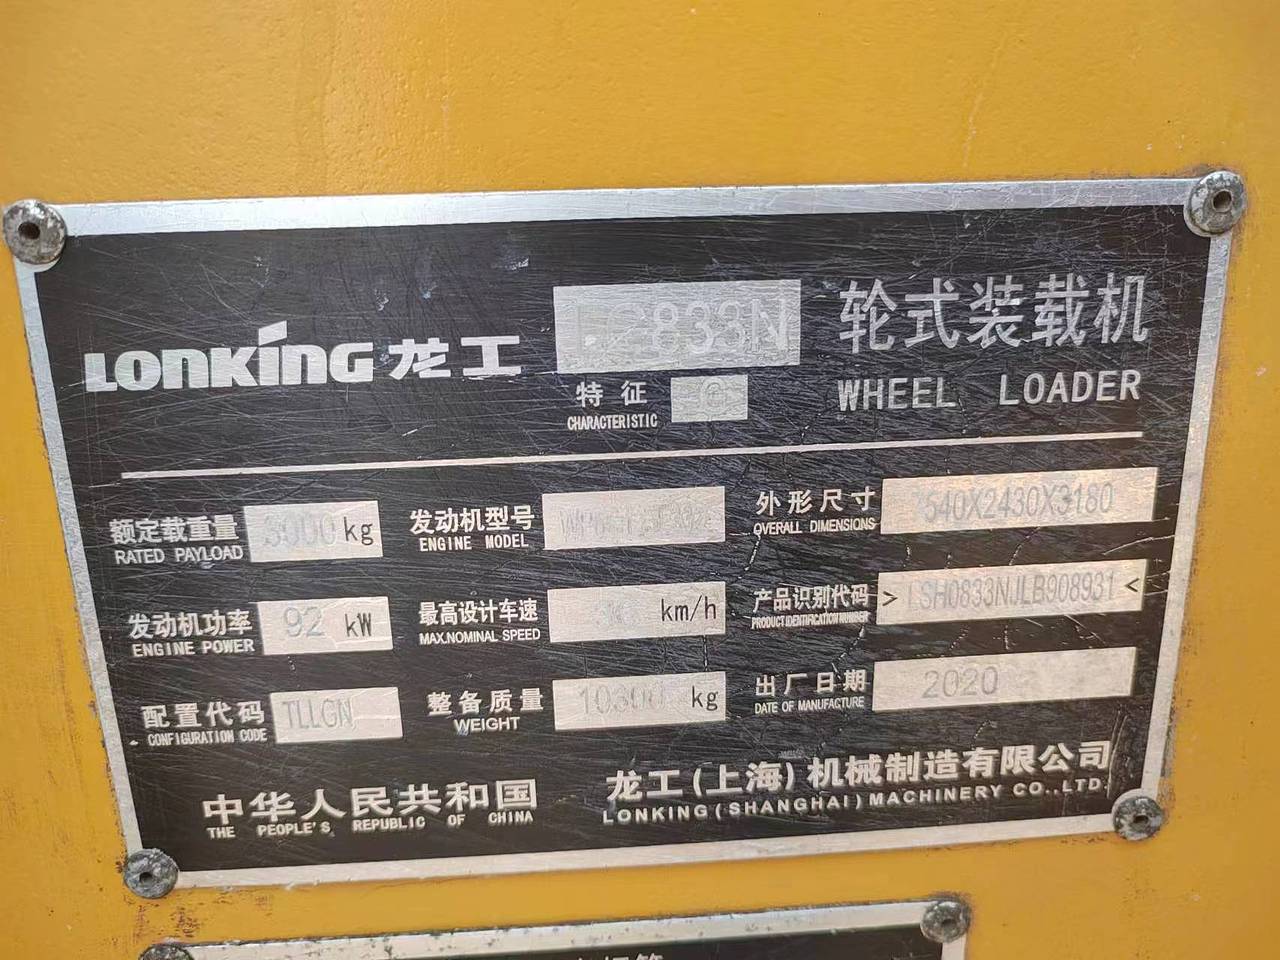 LONKING 龙工 LG833N 轮式装载机
特征 G
CHARACTERISTIC
WHEEL LOADER
额定载重量 3000kg
RATED PAYLOAD
发动机型号
ENGINE MODEL
外形尺寸 7540X2430X3180
OVERALL DIMENSIONS
发动机功率 92 kW
ENGINE POWER
最高设计车速 km/h
MAX.NOMINAL SPEED
产品识别代码 >LSH0833NJLB908931<
PRODUCT IDENTIFICATION NUMBER
配置代码 TLLGN
CONFIGURATION CODE
整备质量 10300 kg
WEIGHT
出厂日期 2020
DATE OF MANUFACTURE
中华人民共和国
THE PEOPLE'S REPUBLIC OF CHINA
龙工(上海)机械制造有限公司
LONKING(SHANGHAI)MACHINERY CO.,LTD.